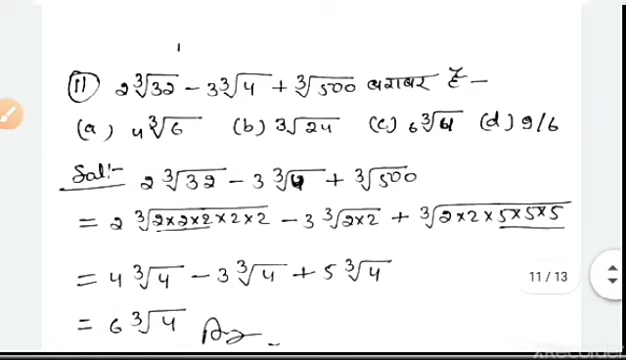 (11) 2∛32 - 3∛4 + ∛500 बराबर है -
(a) 4∛6 (b) 3√24 (c) 6∛4 (d) 9/6
Sol:- 2∛32 - 3∛4 + ∛500
= 2∛2×2×2×2×2 - 3∛2×2 + ∛2×2×5×5×5
= 4∛4 - 3∛4 + 5∛4
11 / 13
= 6∛4 Ans.
XRecorder